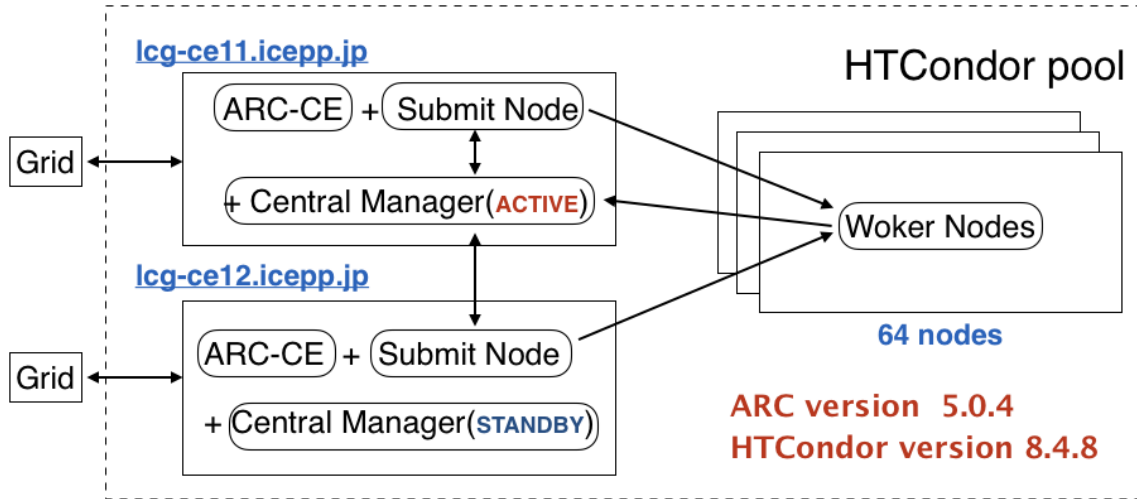 lcg-ce11.icepp.jp
HTCondor pool
ARC-CE + Submit Node
Grid
+ Central Manager(ACTIVE)
Woker Nodes
lcg-ce12.icepp.jp
64 nodes
ARC-CE + Submit Node
Grid
+ Central Manager(STANDBY)
ARC version 5.0.4
HTCondor version 8.4.8